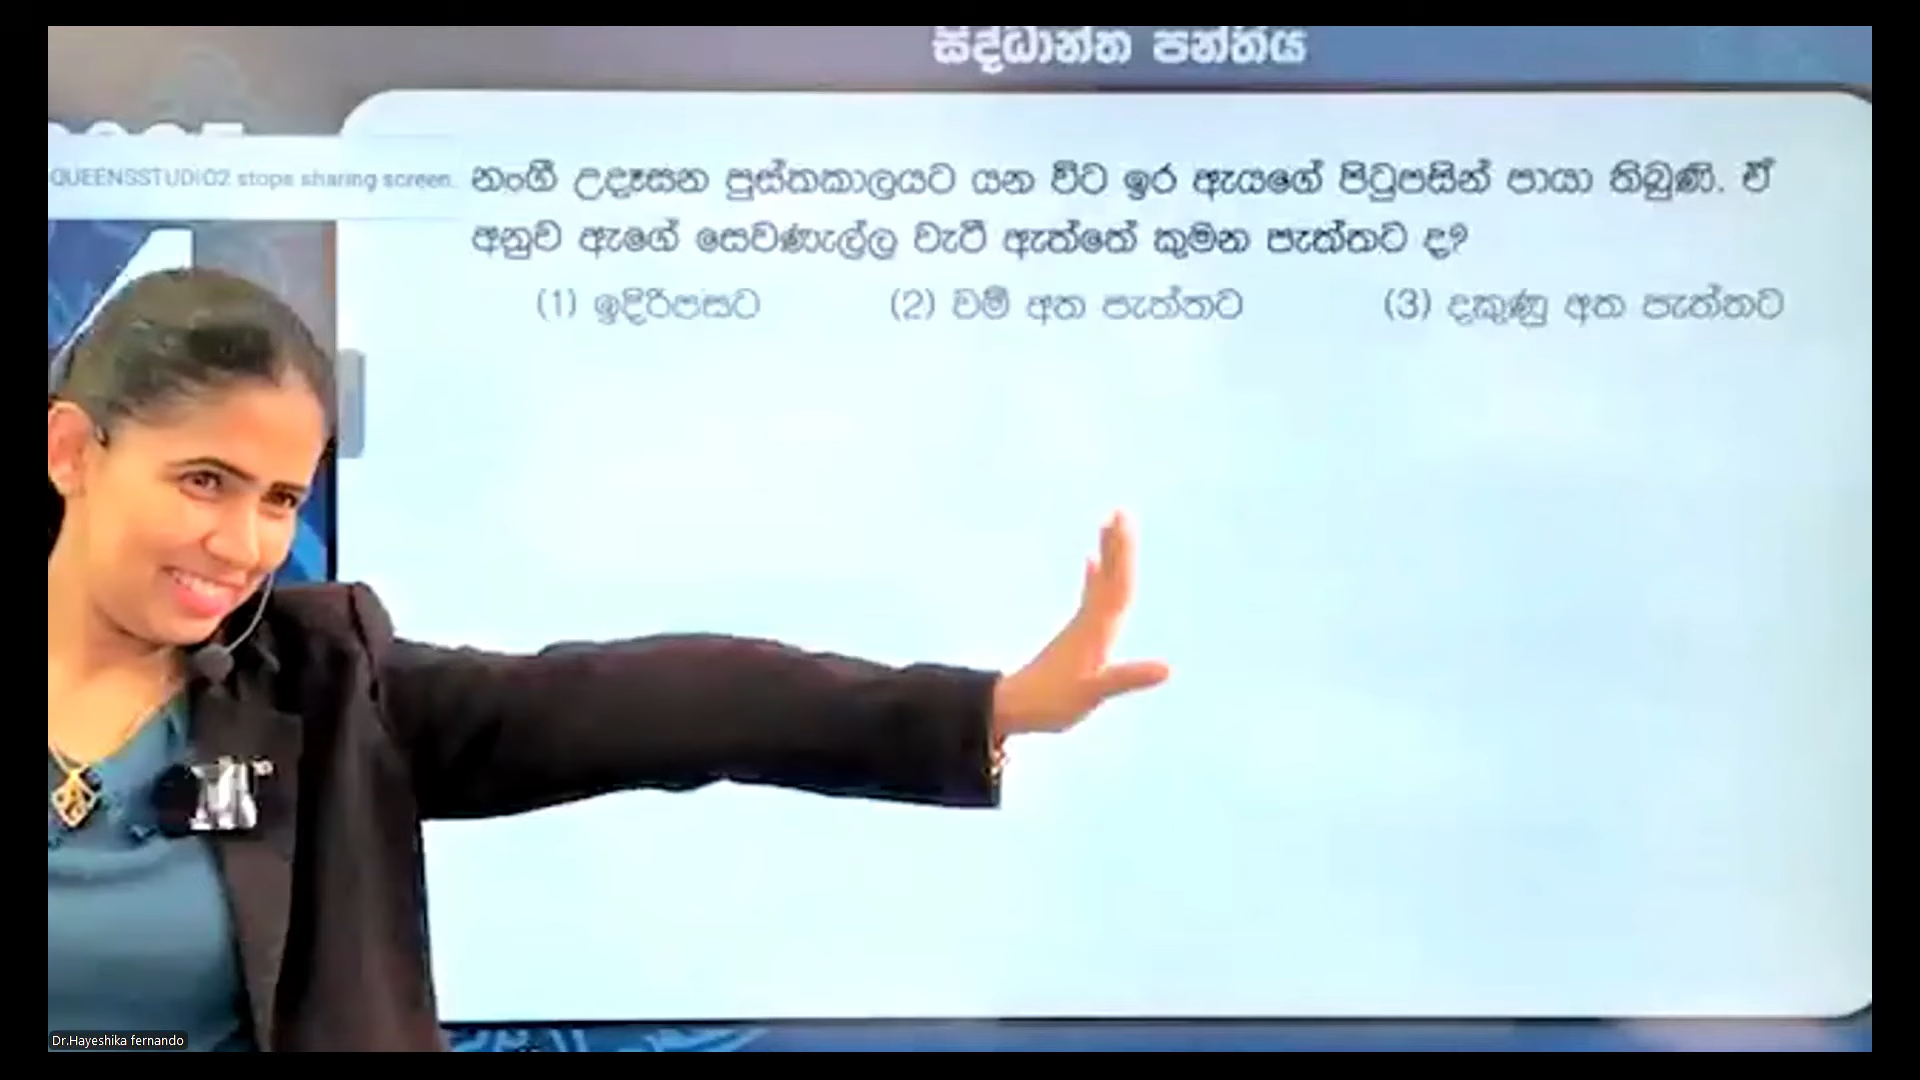 සිද්ධාන්ත පන්තිය
QUEENSSTUDIO2 stops sharing screen.
නංගී උදෑසන පුස්තකාලයට යන විට ඉර ඇයගේ පිටුපසින් පායා තිබුණි. ඒ
අනුව ඇගේ සෙවණැල්ල වැටී ඇත්තේ කුමන පැත්තට ද?
(1) ඉදිරිපසට (2) වම් අත පැත්තට (3) දකුණු අත පැත්තට
Dr.Hayeshika fernando